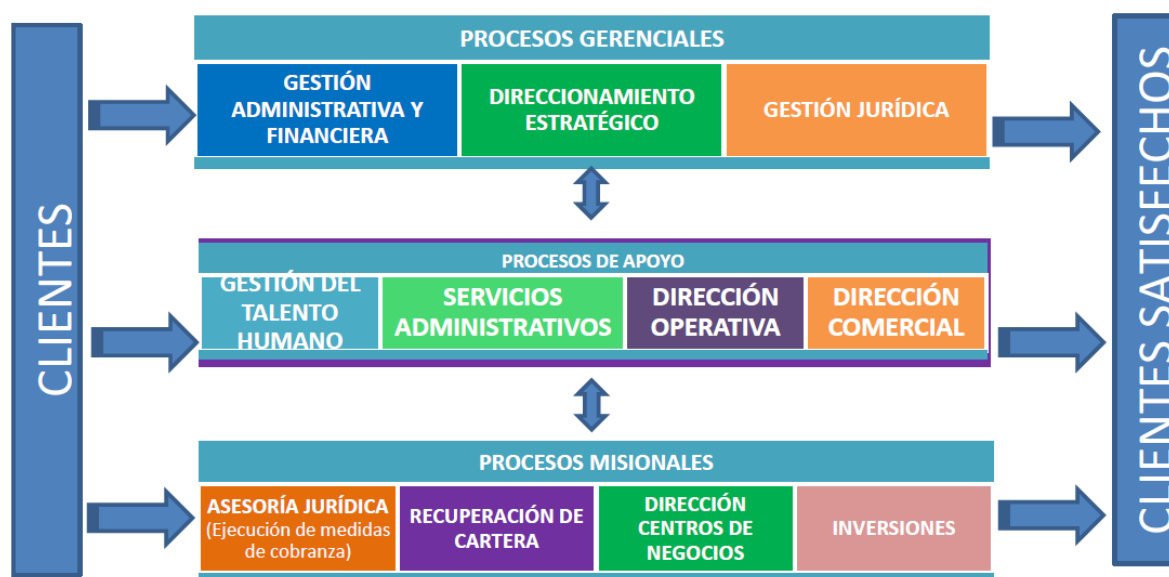 CLIENTES
PROCESOS GERENCIALES
GESTIÓN
ADMINISTRATIVA Y
FINANCIERA
DIRECCIONAMIENTO
ESTRATÉGICO
GESTIÓN JURÍDICA
PROCESOS DE APOYO
GESTIÓN DEL
TALENTO
HUMANO
SERVICIOS
ADMINISTRATIVOS
DIRECCIÓN
OPERATIVA
DIRECCIÓN
COMERCIAL
PROCESOS MISIONALES
ASESORÍA JURÍDICA
(Ejecución de medidas
de cobranza)
RECUPERACIÓN DE
CARTERA
DIRECCIÓN
CENTROS DE
NEGOCIOS
INVERSIONES
CLIENTES SATISFECHOS